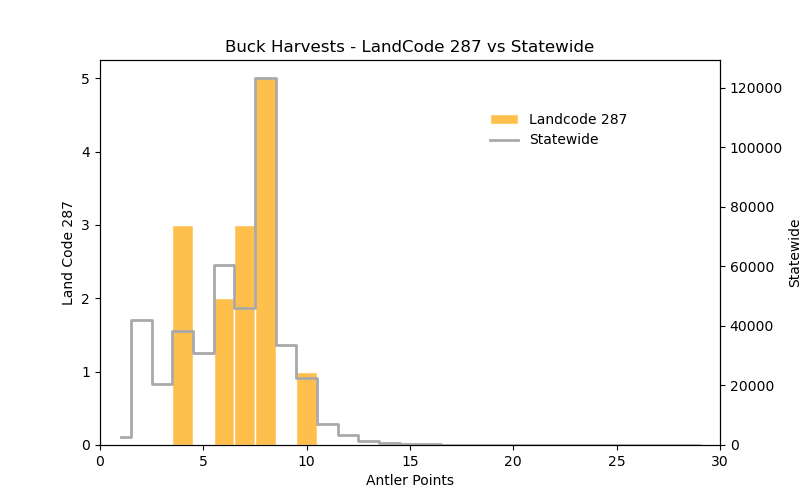 Buck Harvests - LandCode 287 vs Statewide
5
4
3
2
1
0
Land Code 287
Landcode 287
Statewide
120000
100000
80000
60000
40000
20000
0
Statewide
0 5 10 15 20 25 30
Antler Points